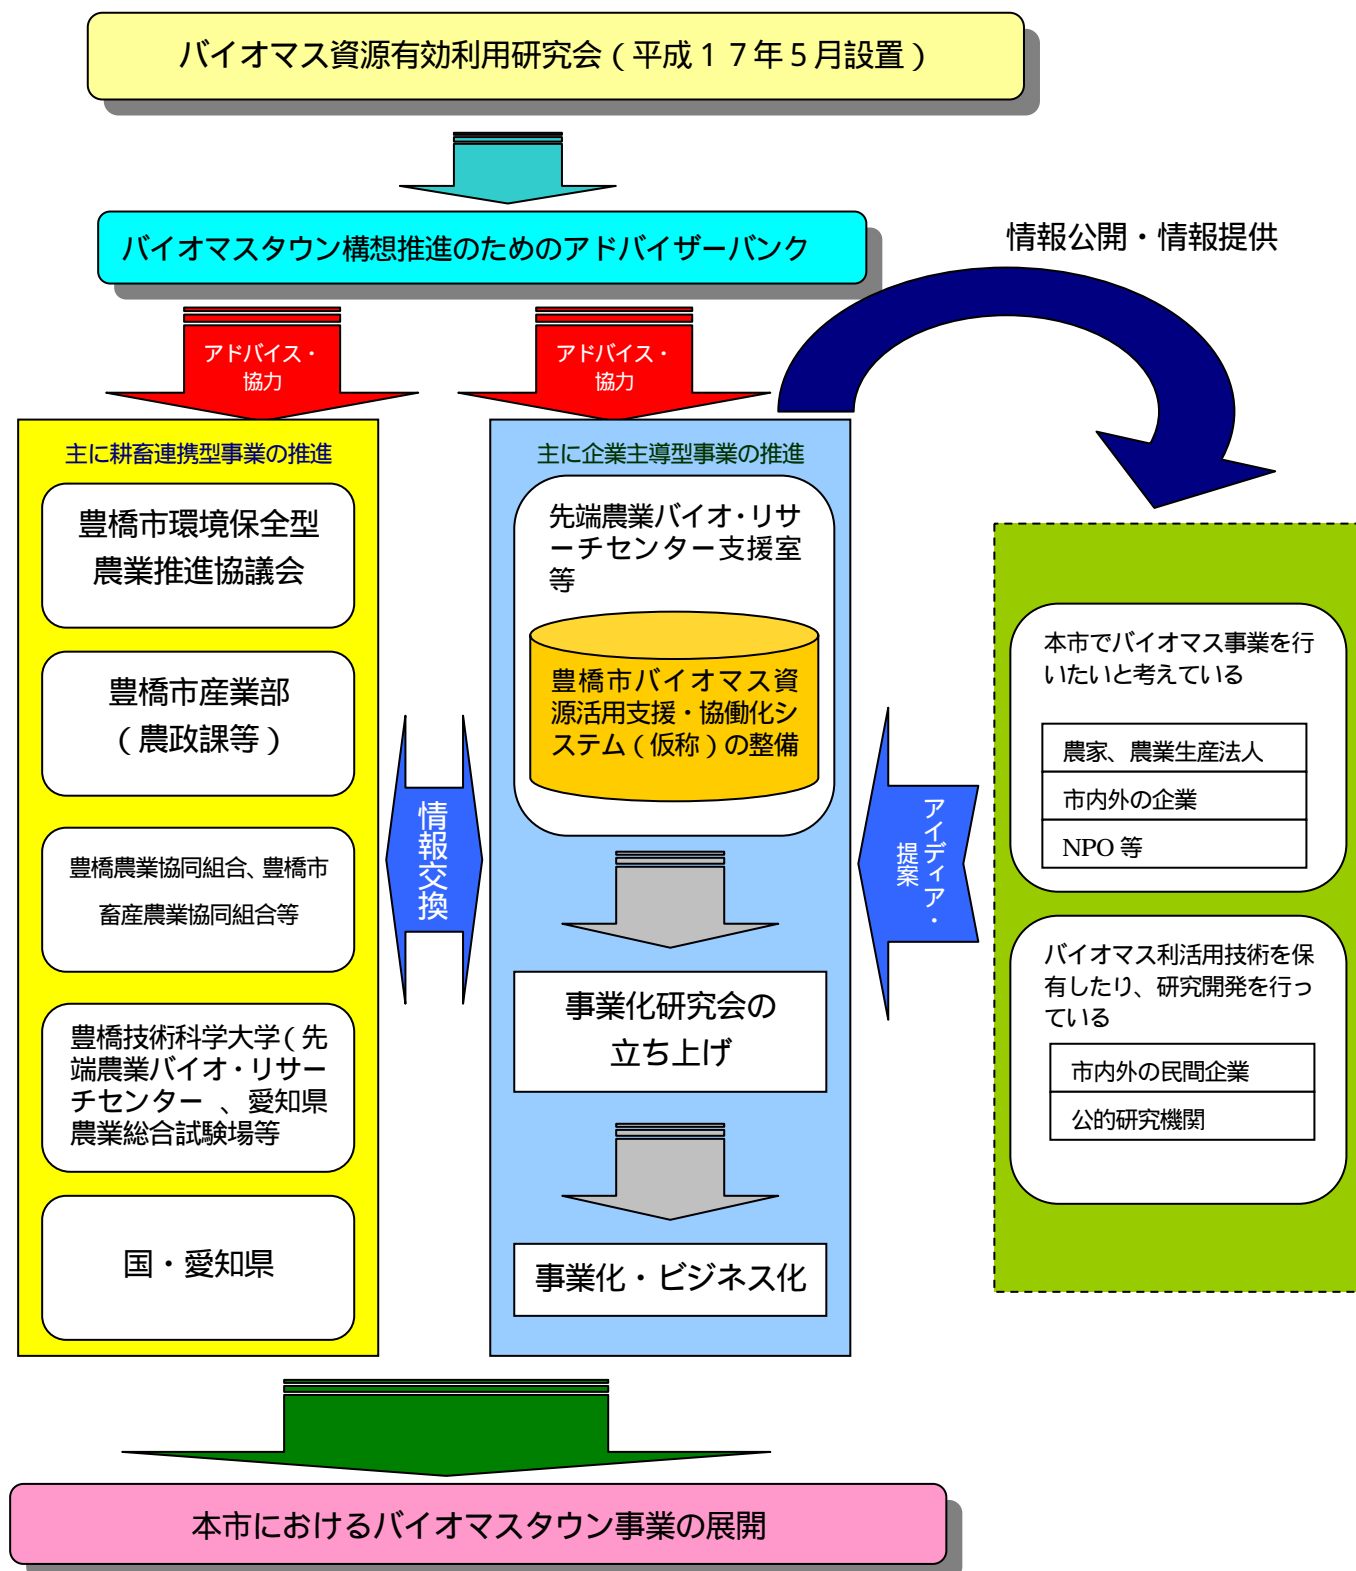 バイオマス資源有効利用研究会（平成１７年５月設置）
バイオマスタウン構想推進のためのアドバイザーバンク
情報公開・情報提供
アドバイス・
協力
アドバイス・
協力
主に耕畜連携型事業の推進
豊橋市環境保全型
農業推進協議会
豊橋市産業部
（農政課等）
豊橋農業協同組合、豊橋市
畜産農業協同組合等
豊橋技術科学大学（先
端農業バイオ・リサー
チセンター 、愛知県
農業総合試験場等
国・愛知県
情報交換
主に企業主導型事業の推進
先端農業バイオ・リサ
ーチセンター支援室
等
豊橋市バイオマス資
源活用支援・協働化シ
ステム（仮称）の整備
事業化研究会の
立ち上げ
事業化・ビジネス化
アイディア・
提案
本市でバイオマス事業を行
いたいと考えている
農家、農業生産法人
市内外の企業
NPO 等
バイオマス利活用技術を保
有したり、研究開発を行っ
ている
市内外の民間企業
公的研究機関
本市におけるバイオマスタウン事業の展開